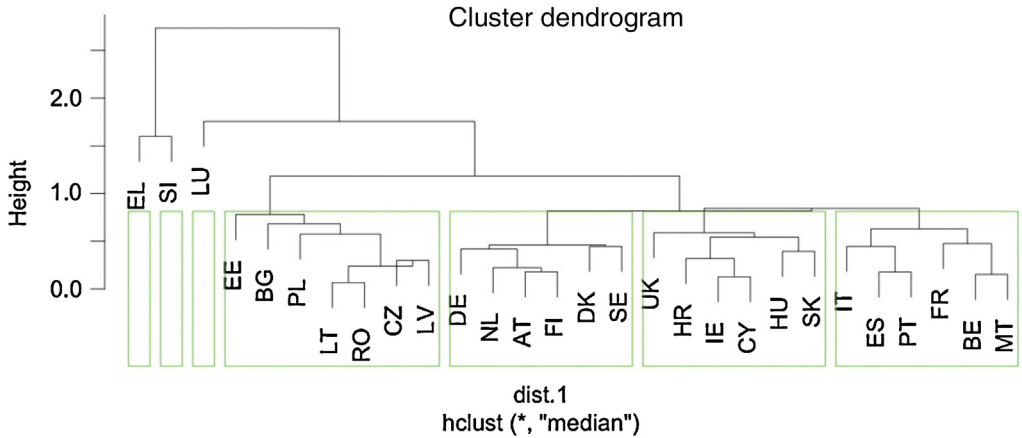 Cluster dendrogram
Height
2.0
1.0
0.0
EL
SI
LU
EE
BG
PL
LT
RO
CZ
LV
DE
NL
AT
FI
DK
SE
UK
HR
IE
CY
HU
SK
IT
ES
PT
FR
BE
MT
dist.1
hclust (*, "median")